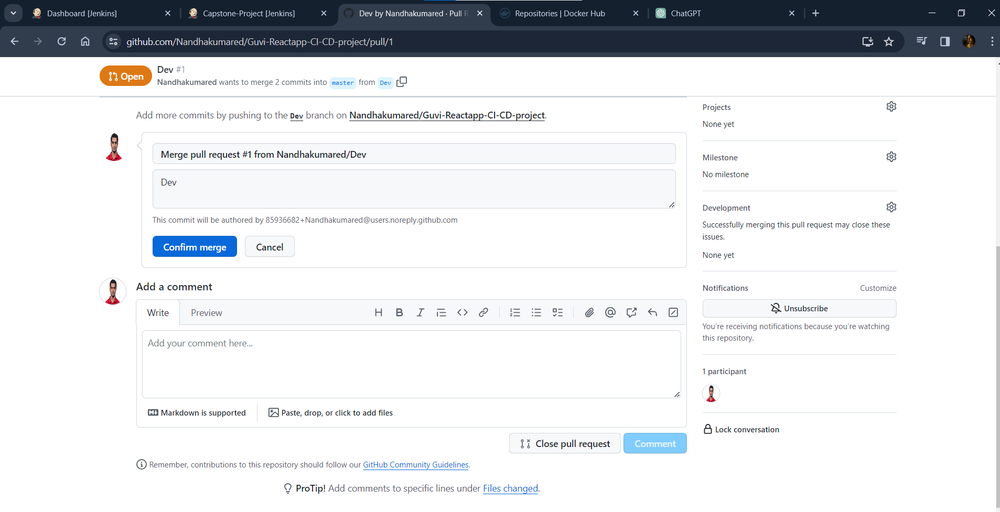 Dashboard [Jenkins]
Capstone-Project [Jenkins]
Dev by Nandhakumared · Pull R
Repositories | Docker Hub
ChatGPT
github.com/Nandhakumared/Guvi-Reactapp-CI-CD-project/pull/1
Open
Dev #1
Nandhakumared wants to merge 2 commits into master from Dev
Add more commits by pushing to the Dev branch on Nandhakumared/Guvi-Reactapp-CI-CD-project.
Merge pull request #1 from Nandhakumared/Dev
Dev
This commit will be authored by 85936682+Nandhakumared@users.noreply.github.com
Confirm merge
Cancel
Add a comment
Write
Preview
Add your comment here...
Markdown is supported
Paste, drop, or click to add files
Close pull request
Comment
Remember, contributions to this repository should follow our GitHub Community Guidelines.
ProTip! Add comments to specific lines under Files changed.
Projects
None yet
Milestone
No milestone
Development
Successfully merging this pull request may close these
issues.
None yet
Notifications
Customize
Unsubscribe
You're receiving notifications because you're watching
this repository.
1 participant
Lock conversation